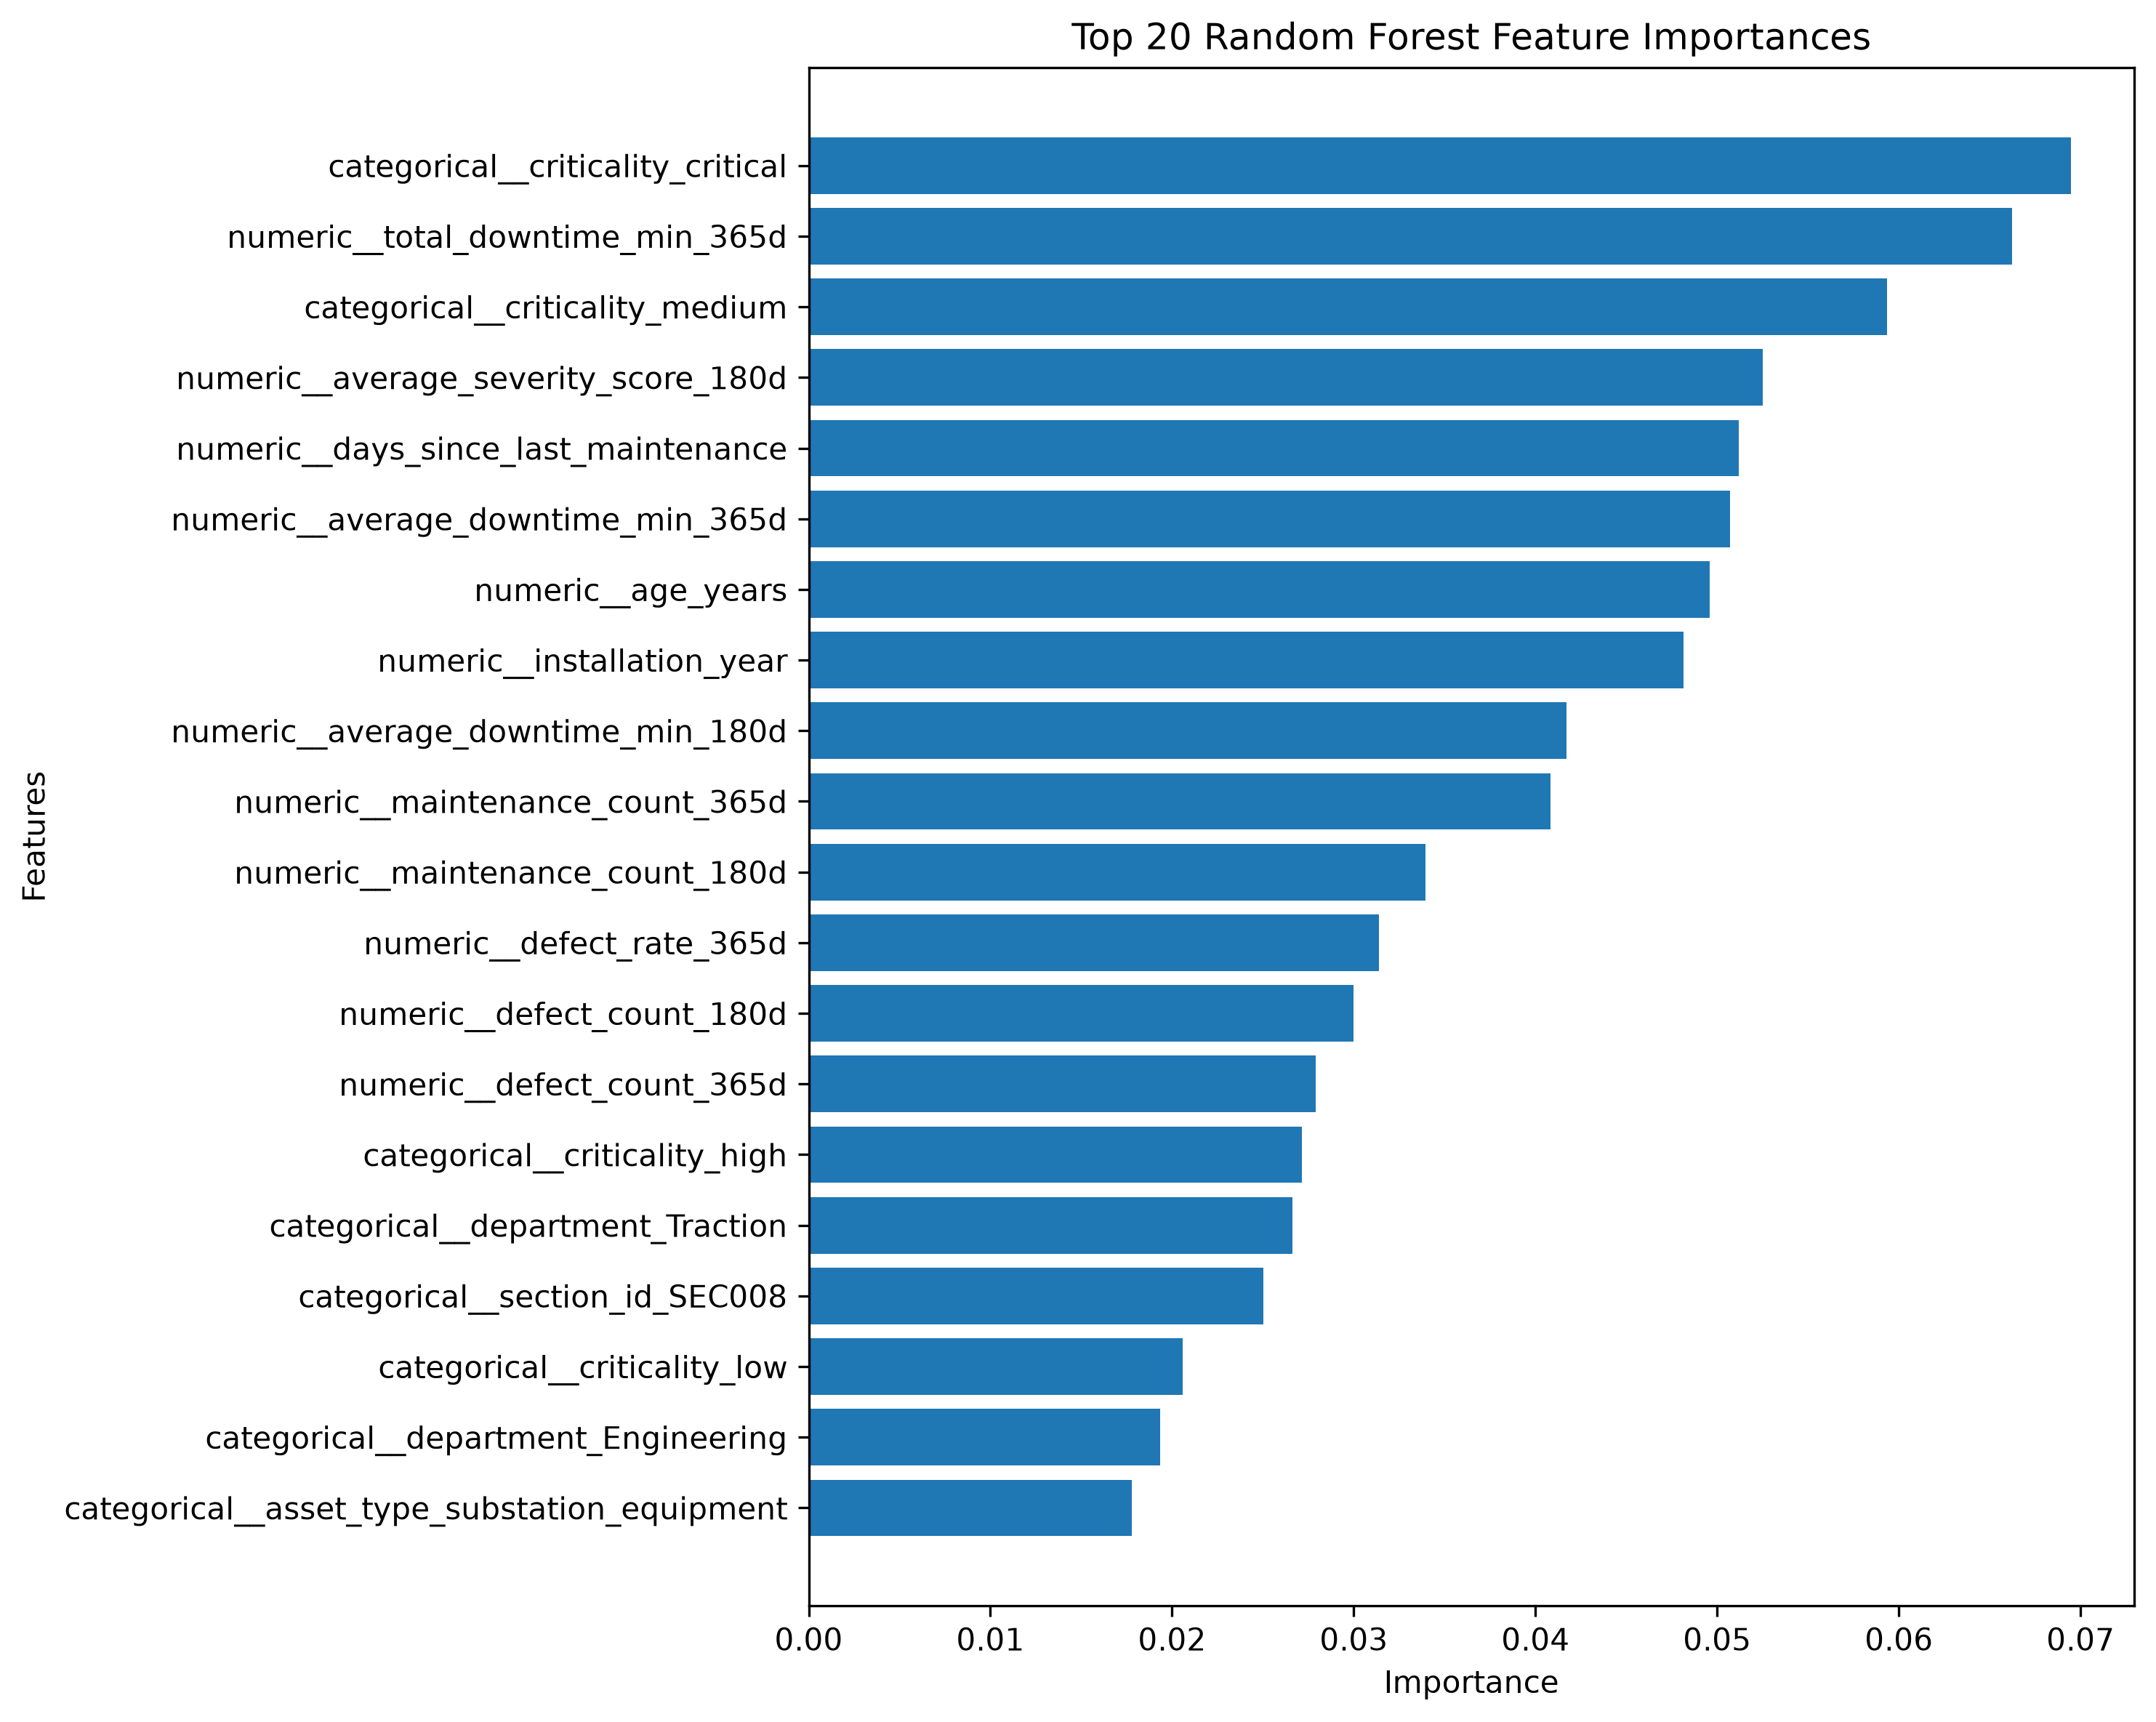 Top 20 Random Forest Feature Importances
categorical__criticality_critical
numeric__total_downtime_min_365d
categorical__criticality_medium
numeric__average_severity_score_180d
numeric__days_since_last_maintenance
numeric__average_downtime_min_365d
numeric__age_years
numeric__installation_year
numeric__average_downtime_min_180d
numeric__maintenance_count_365d
numeric__maintenance_count_180d
numeric__defect_rate_365d
numeric__defect_count_180d
numeric__defect_count_365d
categorical__criticality_high
categorical__department_Traction
categorical__section_id_SEC008
categorical__criticality_low
categorical__department_Engineering
categorical__asset_type_substation_equipment
Features
0.00 0.01 0.02 0.03 0.04 0.05 0.06 0.07
Importance